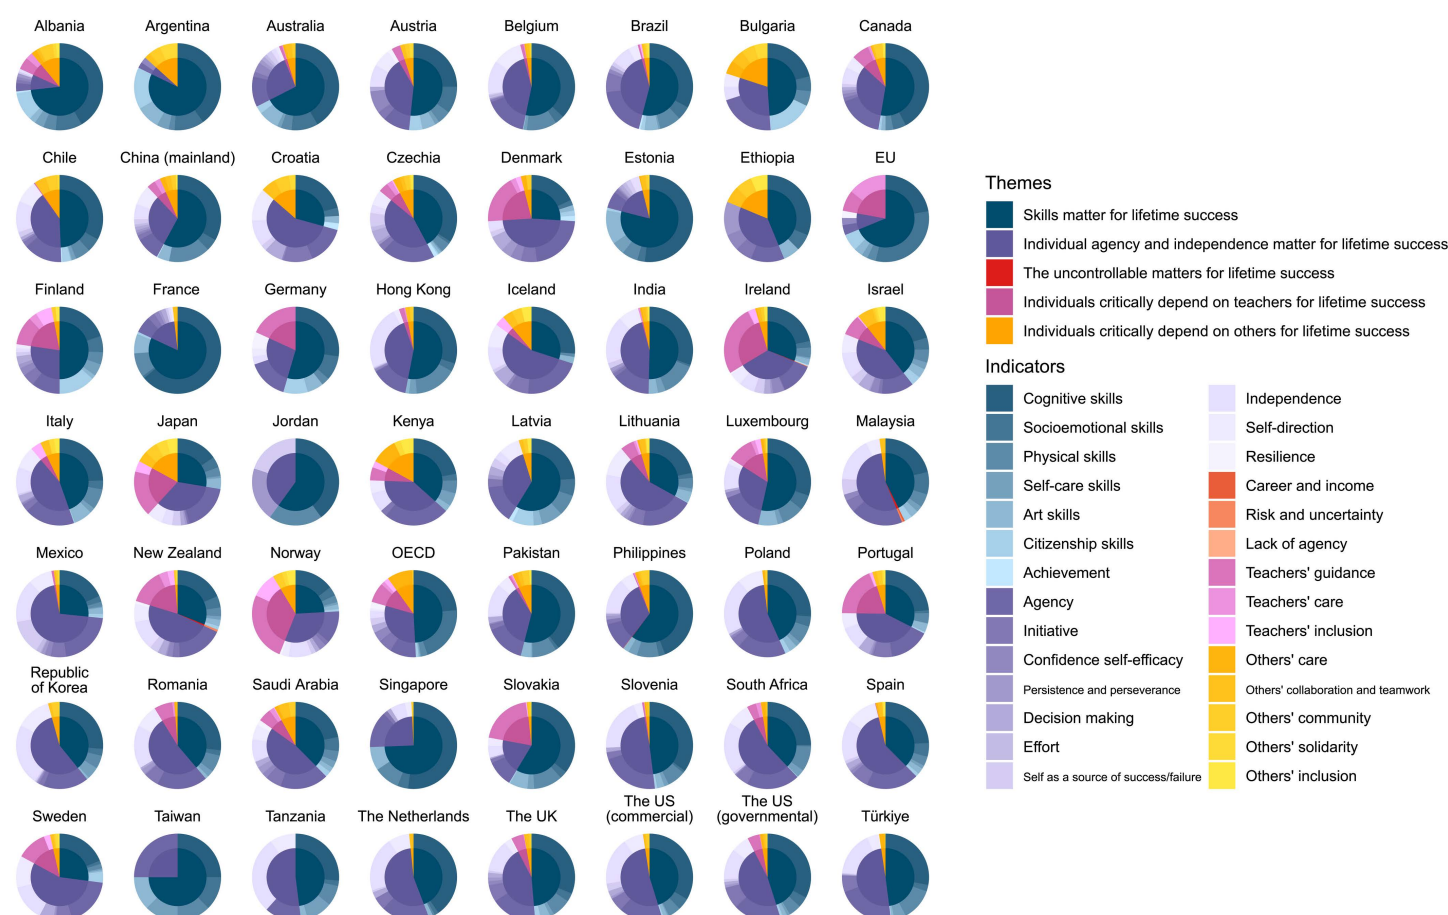 Albania
Argentina
Australia
Austria
Belgium
Brazil
Bulgaria
Canada
Chile
China (mainland)
Croatia
Czechia
Denmark
Estonia
Ethiopia
EU
Finland
France
Germany
Hong Kong
Iceland
India
Ireland
Israel
Italy
Japan
Jordan
Kenya
Latvia
Lithuania
Luxembourg
Malaysia
Mexico
New Zealand
Norway
OECD
Pakistan
Philippines
Poland
Portugal
Republic
of Korea
Romania
Saudi Arabia
Singapore
Slovakia
Slovenia
South Africa
Spain
Sweden
Taiwan
Tanzania
The Netherlands
The UK
The US
(commercial)
The US
(governmental)
Türkiye
Themes
Skills matter for lifetime success
Individual agency and independence matter for lifetime success
The uncontrollable matters for lifetime success
Individuals critically depend on teachers for lifetime success
Individuals critically depend on others for lifetime success
Indicators
Cognitive skills
Socioemotional skills
Physical skills
Self-care skills
Art skills
Citizenship skills
Achievement
Agency
Initiative
Confidence self-efficacy
Persistence and perseverance
Decision making
Effort
Self as a source of success/failure
Independence
Self-direction
Resilience
Career and income
Risk and uncertainty
Lack of agency
Teachers' guidance
Teachers' care
Teachers' inclusion
Others' care
Others' collaboration and teamwork
Others' community
Others' solidarity
Others' inclusion